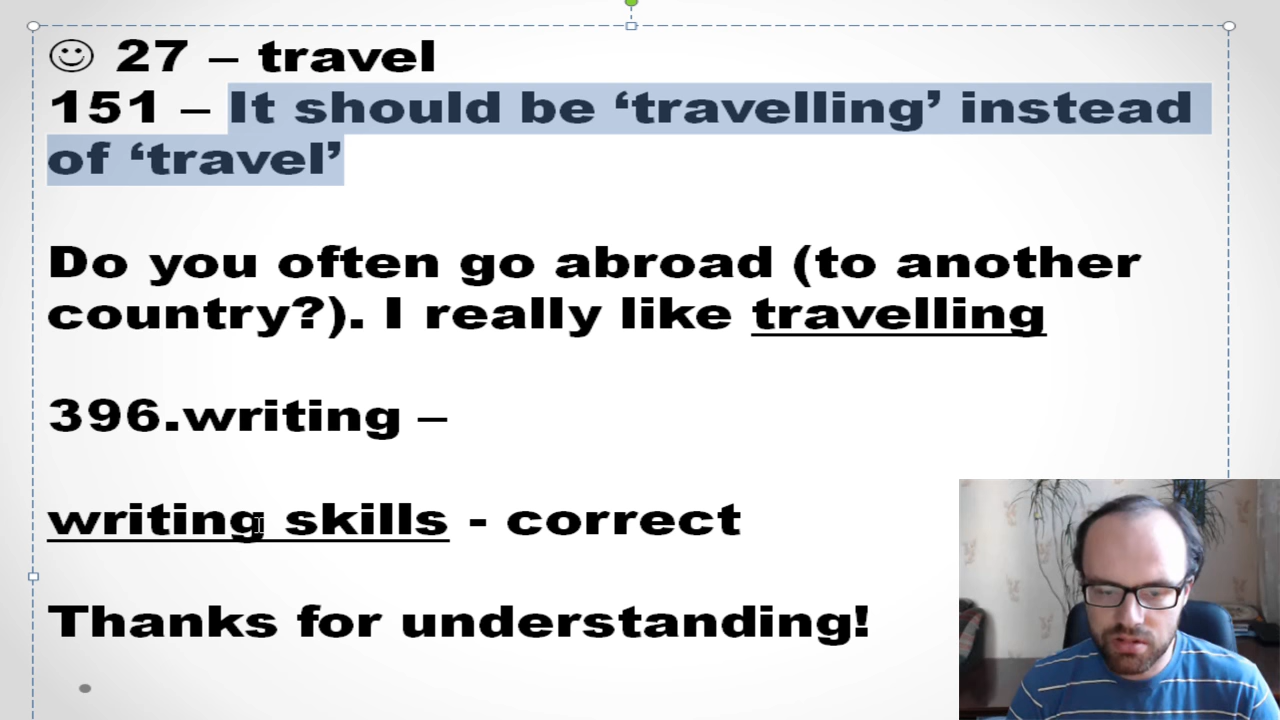 ☺ 27 – travel
151 – It should be ‘travelling’ instead
of ‘travel’
Do you often go abroad (to another
country?). I really like travelling
396.writing –
writing skills - correct
Thanks for understanding!